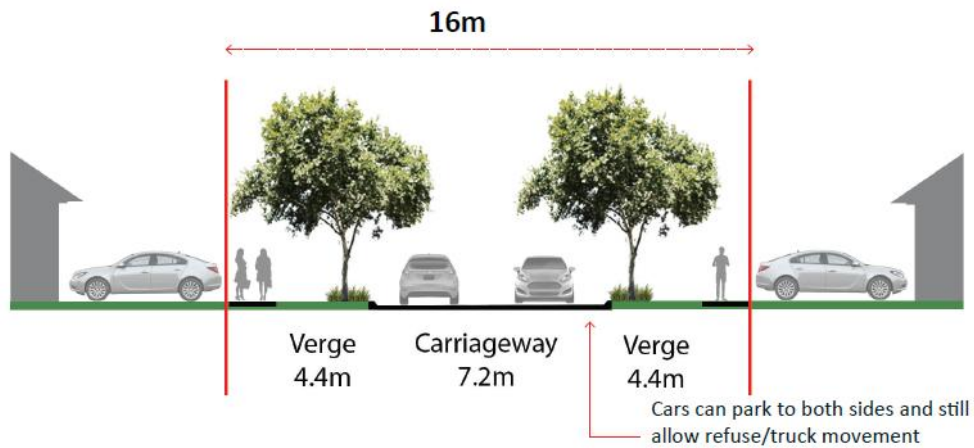 16m
Verge
4.4m
Carriageway
7.2m
Verge
4.4m
Cars can park to both sides and still
allow refuse/truck movement